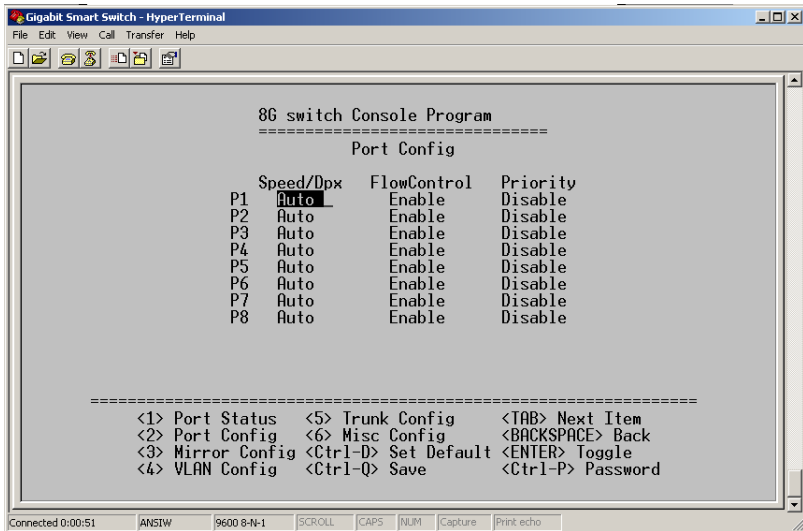 Gigabit Smart Switch - HyperTerminal
File Edit View Call Transfer Help
8G switch Console Program
===============================
Port Config
Speed/Dpx FlowControl Priority
P1 Auto Enable Disable
P2 Auto Enable Disable
P3 Auto Enable Disable
P4 Auto Enable Disable
P5 Auto Enable Disable
P6 Auto Enable Disable
P7 Auto Enable Disable
P8 Auto Enable Disable
=================================================================
<1> Port Status <5> Trunk Config <TAB> Next Item
<2> Port Config <6> Misc Config <BACKSPACE> Back
<3> Mirror Config <Ctrl-D> Set Default <ENTER> Toggle
<4> VLAN Config <Ctrl-Q> Save <Ctrl-P> Password
Connected 0:00:51 ANSIW 9600 8-N-1 SCROLL CAPS NUM Capture Print echo